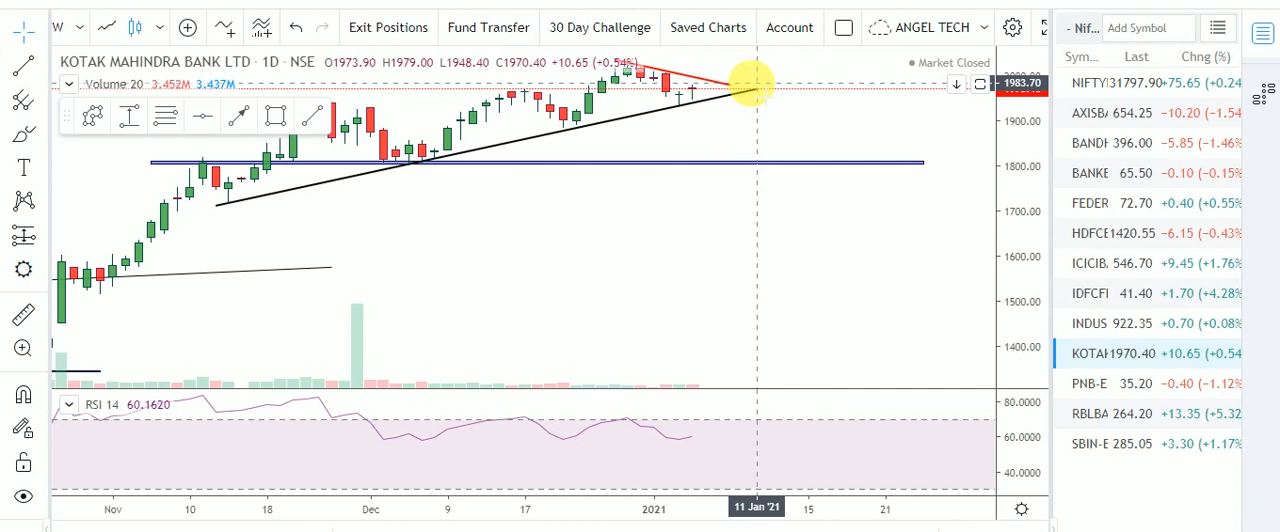 W Exit Positions Fund Transfer 30 Day Challenge Saved Charts Account ANGEL TECH - Nif... Add Symbol
KOTAK MAHINDRA BANK LTD · 1D · NSE O1973.90 H1979.00 L1948.40 C1970.40 +10.65 (+0.54%) Market Closed
Sym... Last Chng (%)
Volume 20 3.452M 3.437M
1983.70
1900.00
1800.00
1700.00
1600.00
1500.00
1400.00
NIFTY 31797.90 +75.65 (+0.24
AXISB 654.25 −10.20 (−1.54
BANDI 396.00 −5.85 (−1.46%
BANKE 65.50 −0.10 (−0.15%
FEDER 72.70 +0.40 (+0.55%
HDFCE 1420.55 −6.15 (−0.43%
ICICIB 546.70 +9.45 (+1.76%
IDFCFI 41.40 +1.70 (+4.28%
INDUS 922.35 +0.70 (+0.08%
KOTAK 1970.40 +10.65 (+0.54
PNB-E 35.20 −0.40 (−1.12%
RBLBA 264.20 +13.35 (+5.32
SBIN-E 285.05 +3.30 (+1.17%
RSI 14 60.1620
80.0000
60.0000
40.0000
Nov 10 18 Dec 9 17 2021 11 Jan '21 15 21